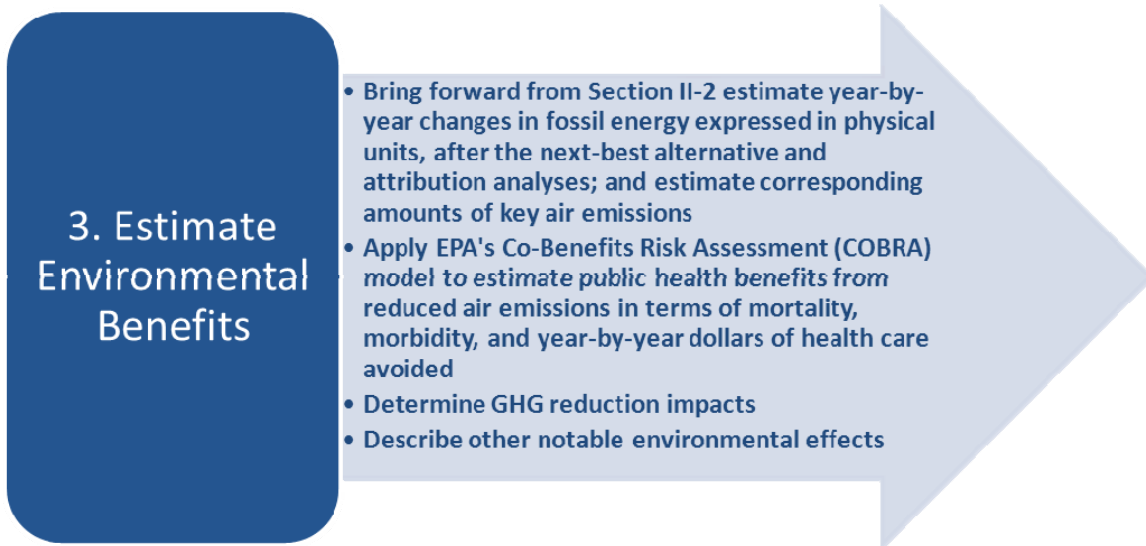 3. Estimate
Environmental
Benefits
• Bring forward from Section II-2 estimate year-by-
year changes in fossil energy expressed in physical
units, after the next-best alternative and
attribution analyses; and estimate corresponding
amounts of key air emissions
• Apply EPA's Co-Benefits Risk Assessment (COBRA)
model to estimate public health benefits from
reduced air emissions in terms of mortality,
morbidity, and year-by-year dollars of health care
avoided
• Determine GHG reduction impacts
• Describe other notable environmental effects